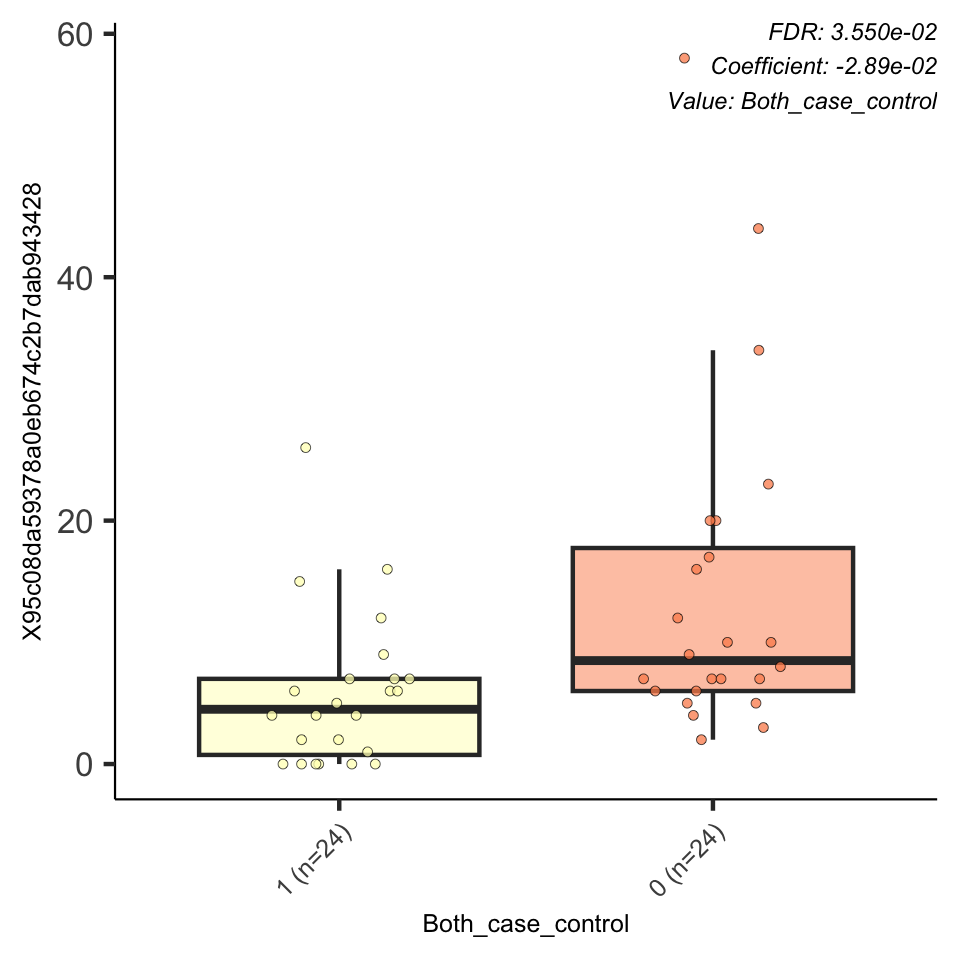 FDR: 3.550e-02
Coefficient: -2.89e-02
Value: Both_case_control
60
40
20
0
X95c08da59378a0eb674c2b7dab943428
1 (n=24)
0 (n=24)
Both_case_control